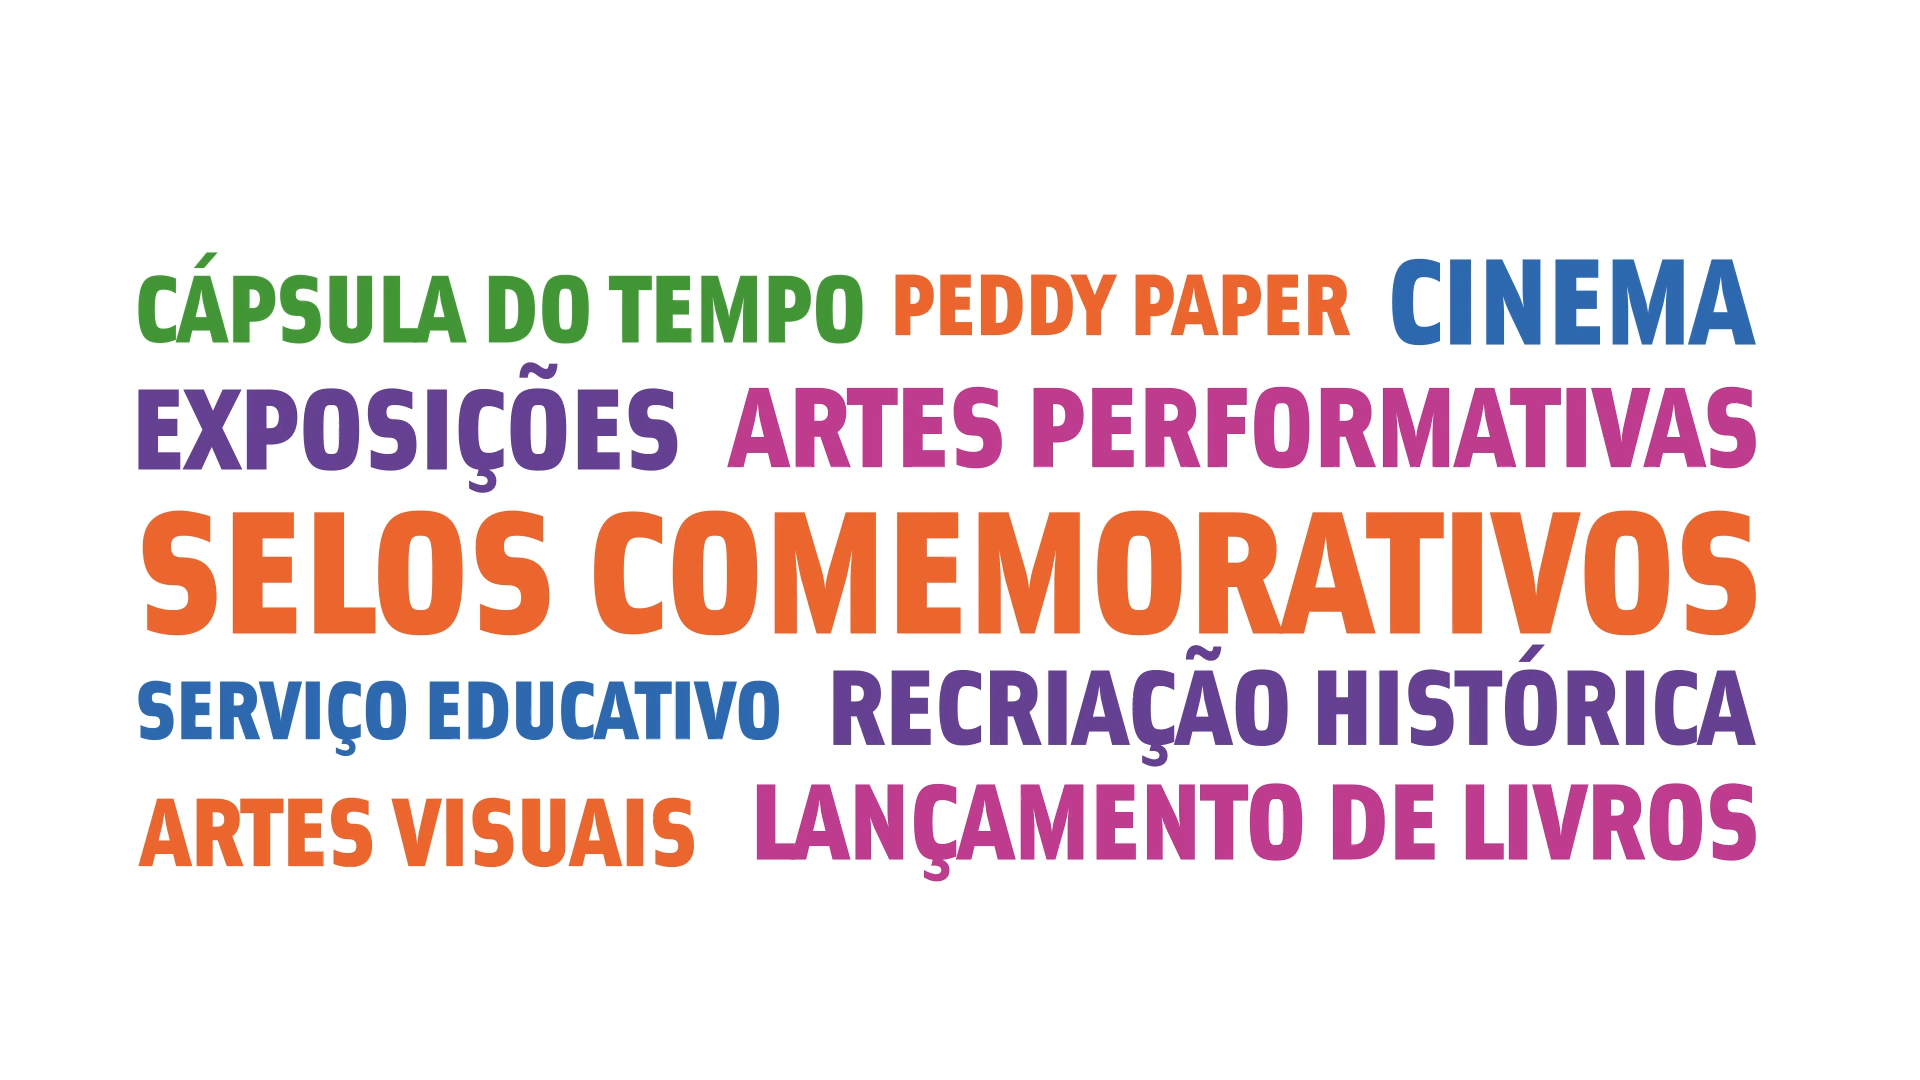 CÁPSULA DO TEMPO PEDDY PAPER CINEMA
EXPOSIÇÕES ARTES PERFORMATIVAS
SELOS COMEMORATIVOS
SERVIÇO EDUCATIVO RECRIAÇÃO HISTÓRICA
ARTES VISUAIS LANÇAMENTO DE LIVROS